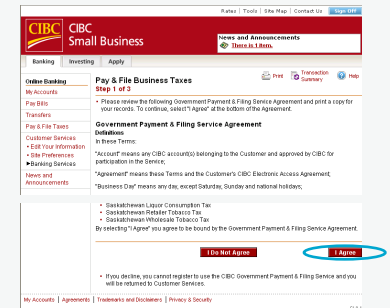 Rates | Tools | Site Map | Contact Us | Sign Off
CIBC
CIBC
Small Business
News and Announcements
There is 1 item.
Banking Investing Apply
Online Banking
My Accounts
Pay Bills
Transfers
Pay & File Taxes
Customer Services
• Edit Your Information
• Site Preferences
▶Banking Services
News and
Announcements
Pay & File Business Taxes
Step 1 of 3
Print
Transaction
Summary
Help
• Please review the following Government Payment & Filing Service Agreement and print a copy for
your records. To continue, select "I Agree" at the bottom of the Agreement.
Government Payment & Filing Service Agreement
Definitions
In these Terms:
"Account" means any CIBC account(s) belonging to the Customer and approved by CIBC for
participation in the Service;
"Agreement" means these Terms and the Customer's CIBC Electronic Access Agreement;
"Business Day" means any day, except Saturday, Sunday and national holidays;
• Saskatchewan Liquor Consumption Tax
• Saskatchewan Retailer Tobacco Tax
• Saskatchewan Wholesale Tobacco Tax
By selecting "I Agree" you agree to be bound by the Government Payment & Filing Service Agreement.
I Do Not Agree
I Agree
• If you decline, you cannot register to use the CIBC Government Payment & Filing Service and you
will be returned to Customer Services.
My Accounts | Agreements | Trademarks and Disclaimers | Privacy & Security